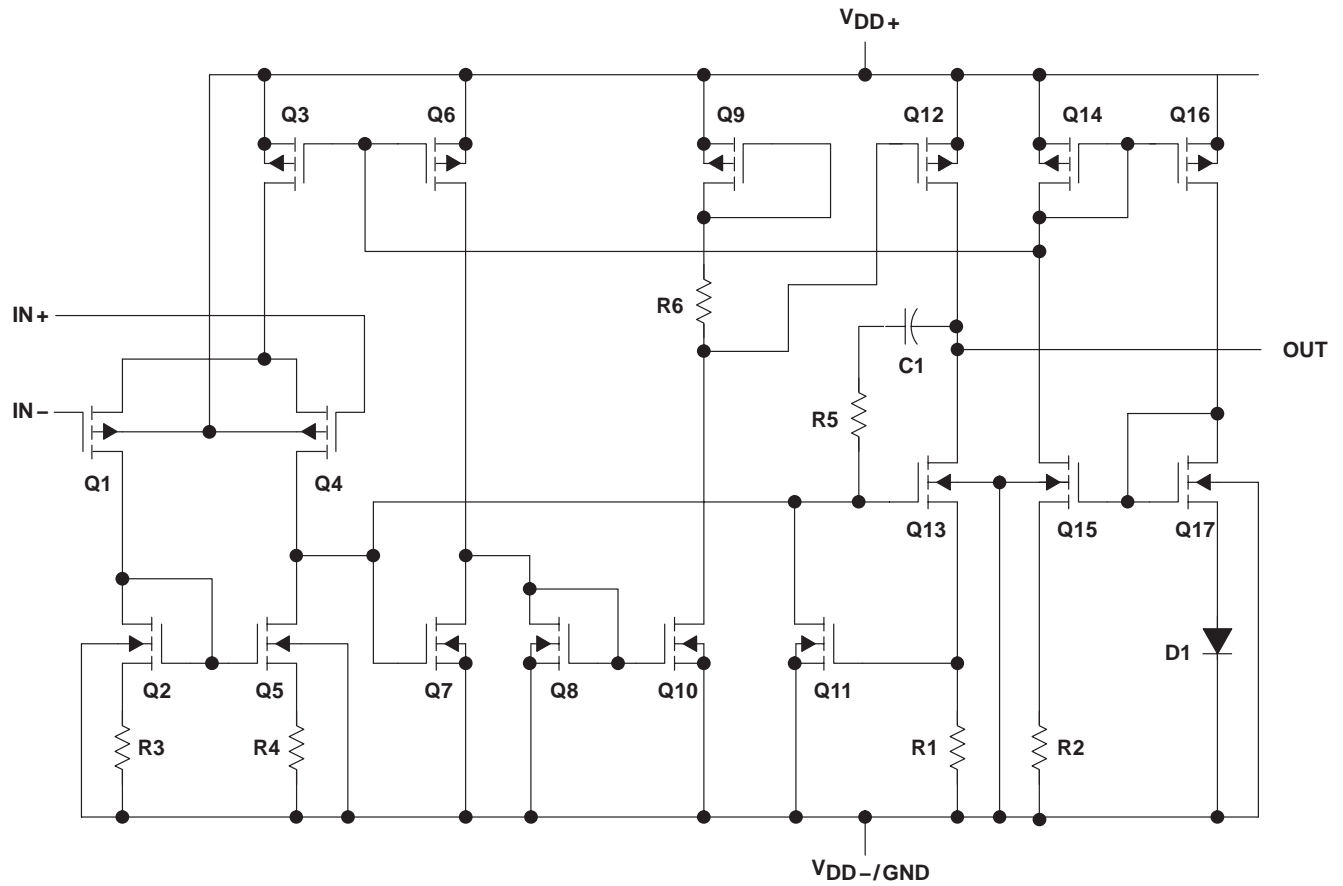 VDD+
Q3
Q6
Q9
Q12
Q14
Q16
IN+
R6
C1
OUT
IN−
R5
Q1
Q4
Q13
Q15
Q17
Q2
Q5
Q7
Q8
Q10
Q11
D1
R3
R4
R1
R2
VDD−/GND